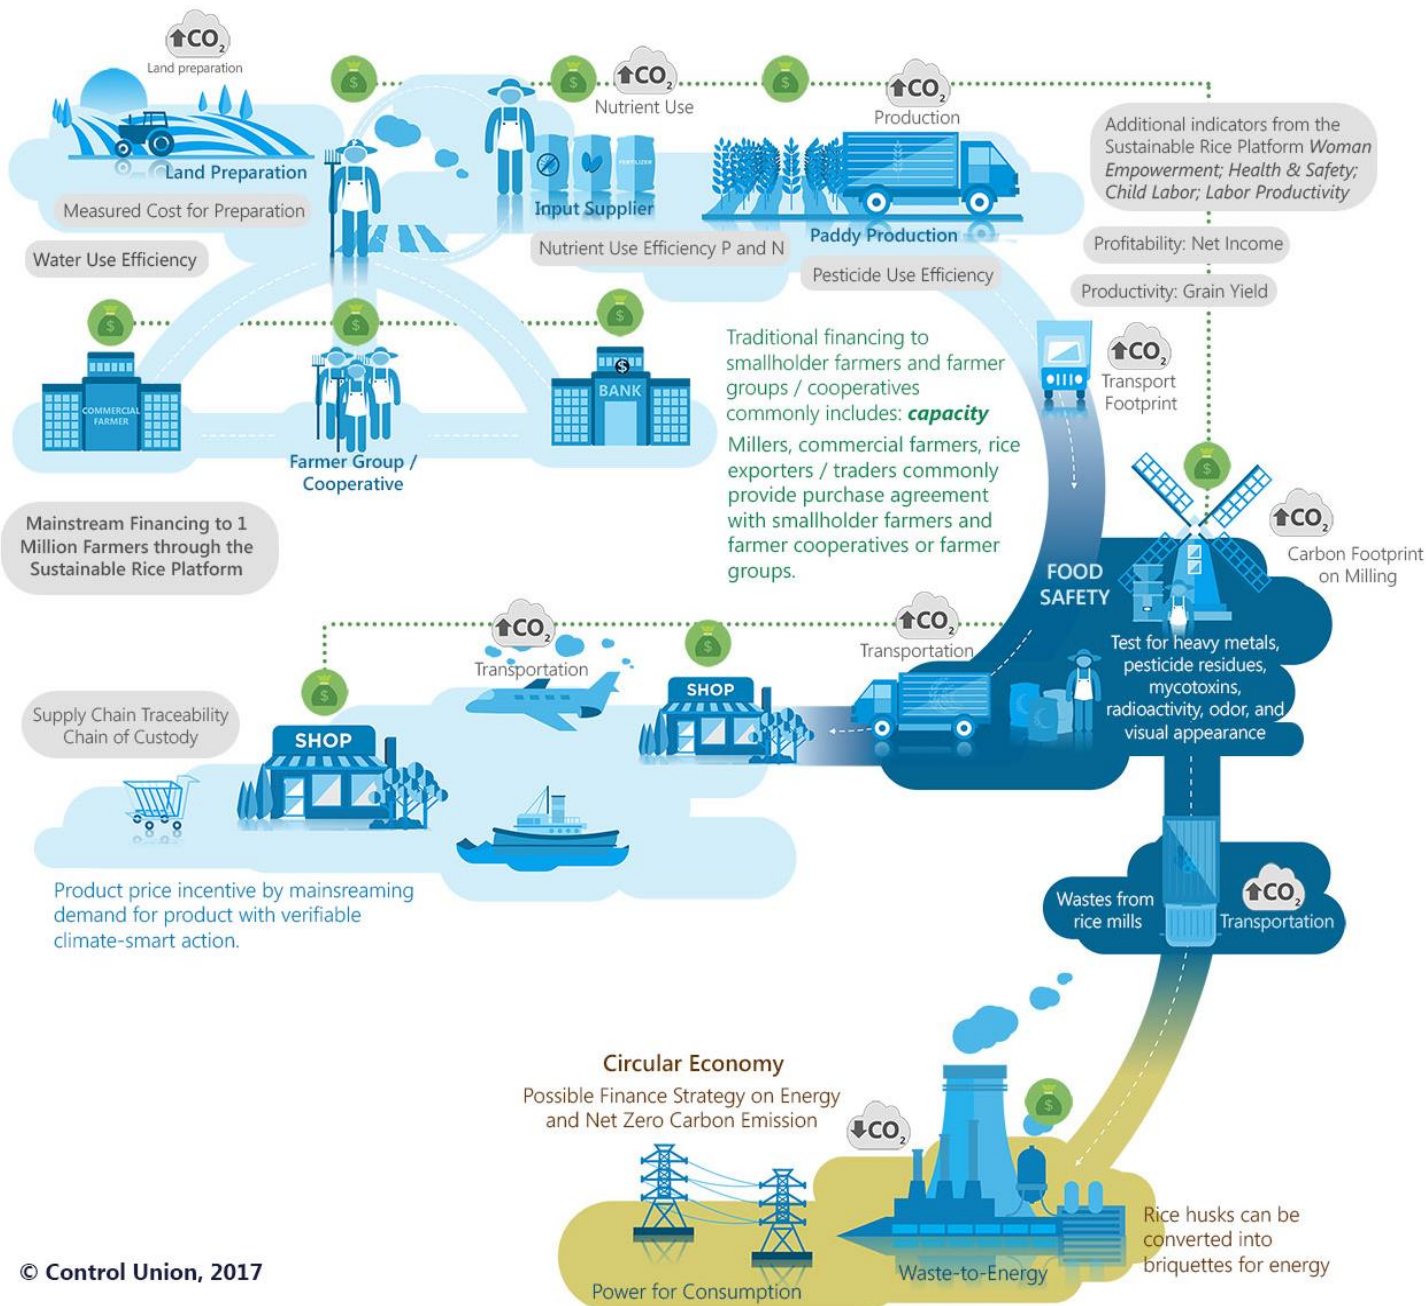 ↑CO2
Land preparation
Land Preparation
Measured Cost for Preparation
Water Use Efficiency
$
$
↑CO2
Nutrient Use
FERTILIZER
Input Supplier
Nutrient Use Efficiency P and N
$
↑CO2
Production
Paddy Production
Pesticide Use Efficiency
Additional indicators from the
Sustainable Rice Platform Woman
Empowerment; Health & Safety;
Child Labor; Labor Productivity
Profitability: Net Income
Productivity: Grain Yield
$
COMMERCIAL
FARMER
$
Farmer Group /
Cooperative
$
$
BANK
Mainstream Financing to 1
Million Farmers through the
Sustainable Rice Platform
Traditional financing to
smallholder farmers and farmer
groups / cooperatives
commonly includes: capacity
Millers, commercial farmers, rice
exporters / traders commonly
provide purchase agreement
with smallholder farmers and
farmer cooperatives or farmer
groups.
↑CO2
Transport
Footprint
$
↑CO2
Carbon Footprint
on Milling
FOOD
SAFETY
Test for heavy metals,
pesticide residues,
mycotoxins,
radioactivity, odor, and
visual appearance
↑CO2
Transportation
$
SHOP
↑CO2
Transportation
$
SHOP
Supply Chain Traceability
Chain of Custody
Product price incentive by mainsreaming
demand for product with verifiable
climate-smart action.
Wastes from
rice mills
↑CO2
Transportation
Circular Economy
Possible Finance Strategy on Energy
and Net Zero Carbon Emission
↓CO2
$
Power for Consumption
Waste-to-Energy
Rice husks can be
converted into
briquettes for energy
© Control Union, 2017